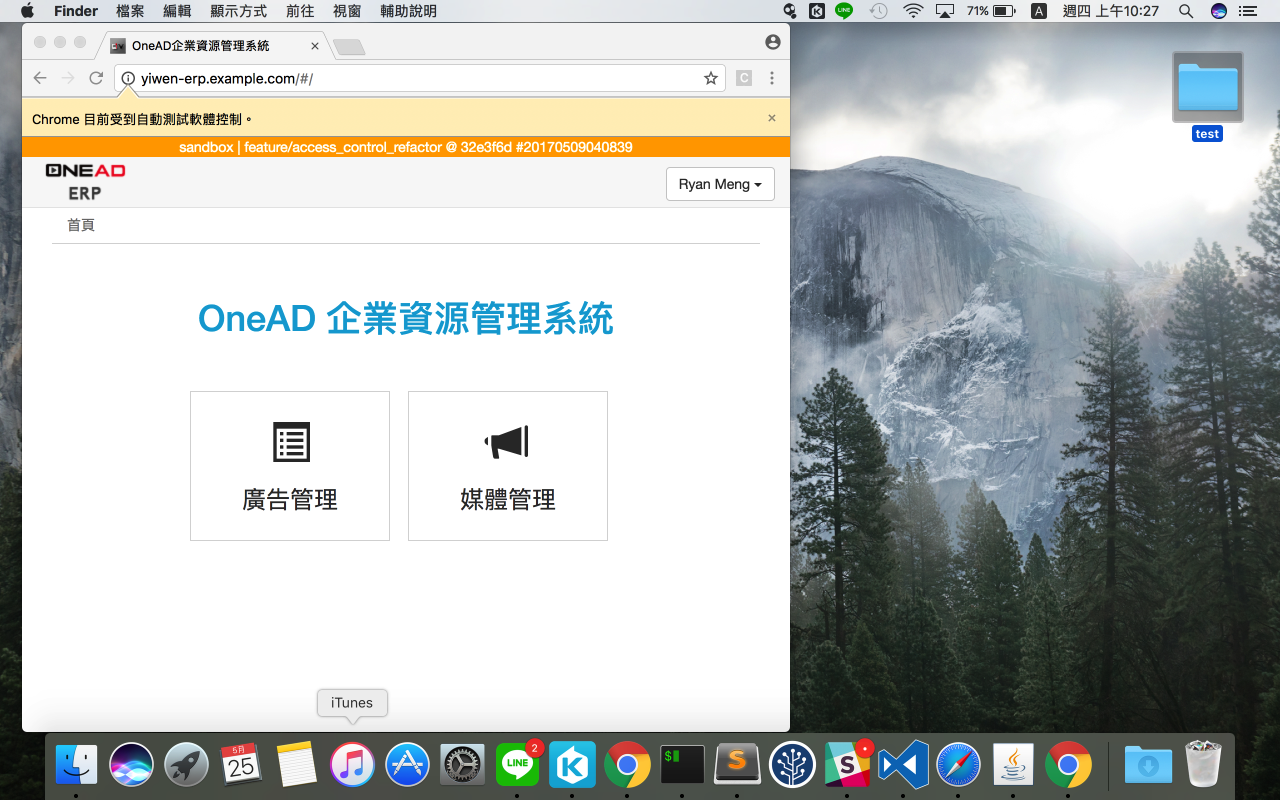 Finder 檔案 編輯 顯示方式 前往 視窗 輔助說明 LINE 71% A 週四 上午10:27
OneAD企業資源管理系統
yiwen-erp.example.com/#/
C
Chrome 目前受到自動測試軟體控制。
sandbox | feature/access_control_refactor @ 32e3f6d #20170509040839
ONEAD
ERP
Ryan Meng
首頁
OneAD 企業資源管理系統
廣告管理 媒體管理
test
iTunes
5月
25
LINE
2
K
$
S
S